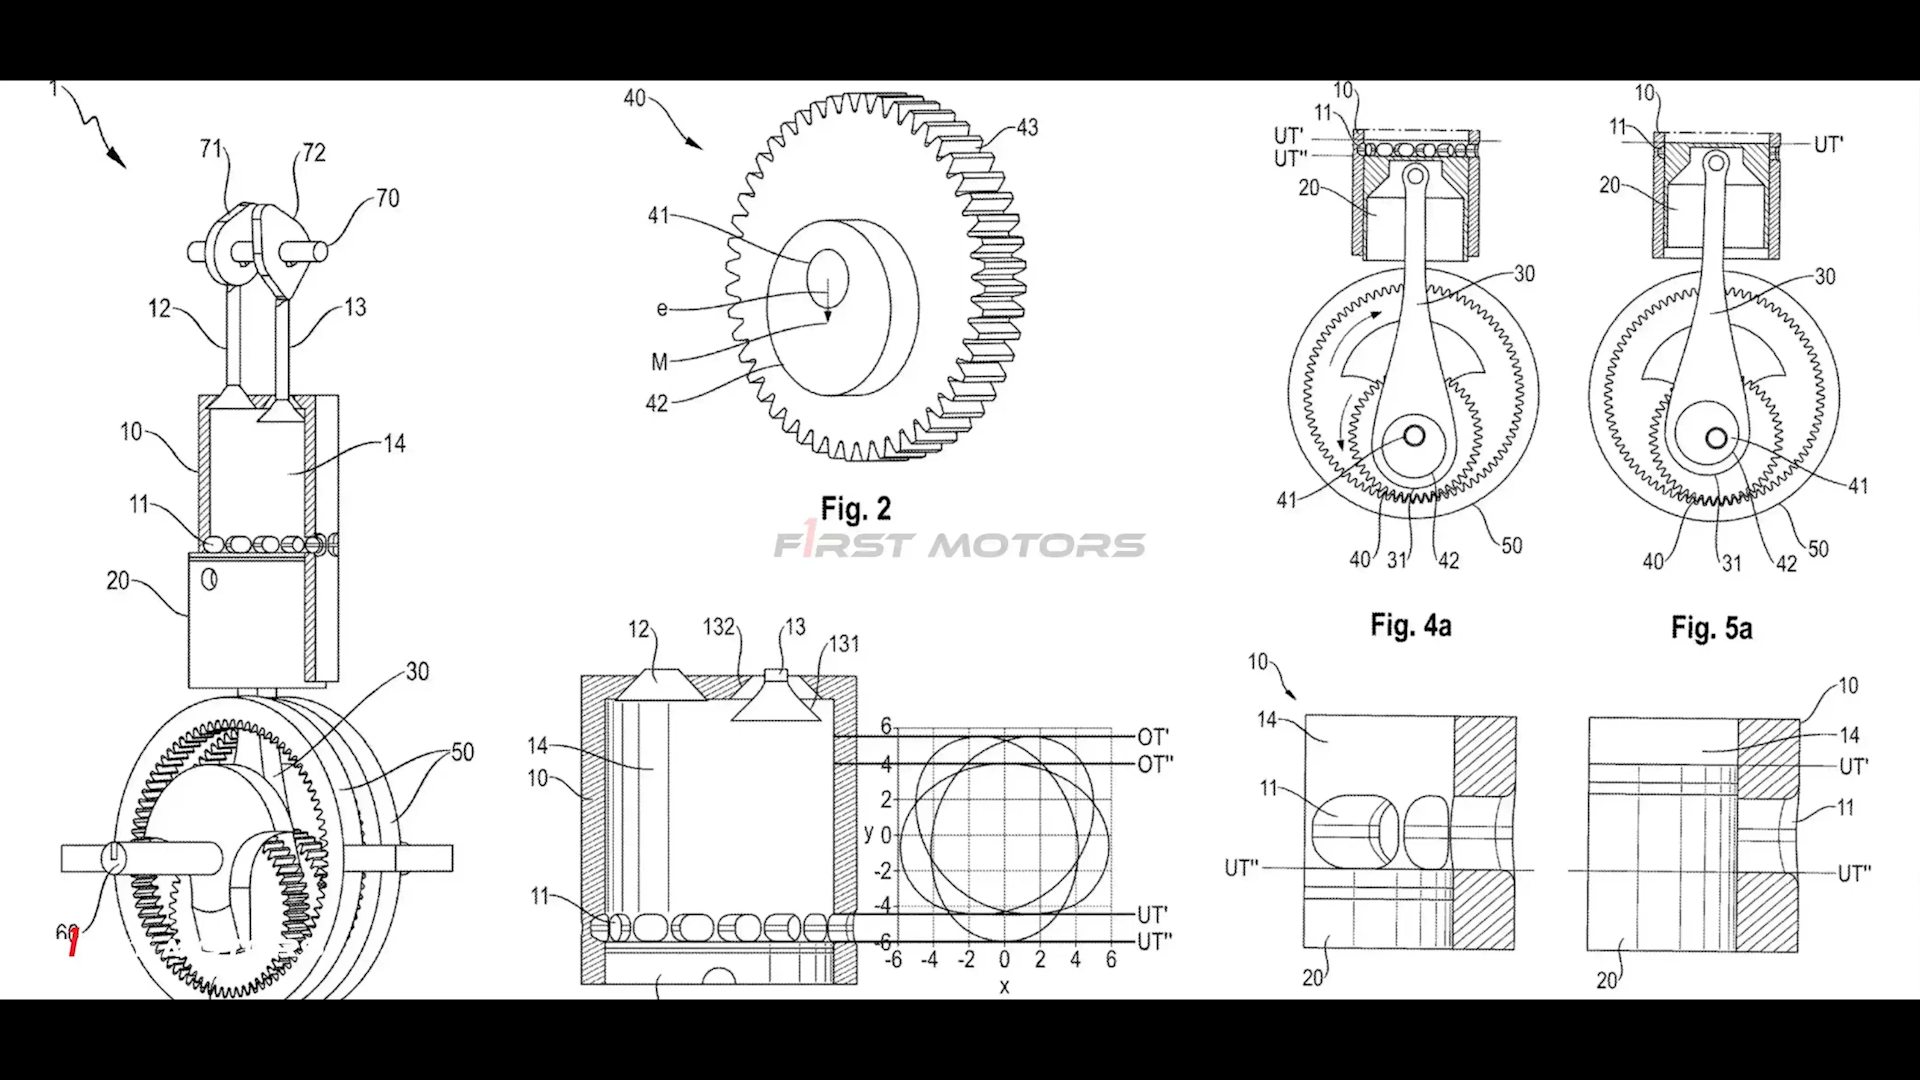 1
71
72
70
12
13
10
14
11
20
30
50
40
43
41
e
M
42
Fig. 2
F1RST MOTORS
12
132
13
131
14
10
11
6
4
2
y 0
-2
-4
-6
-6 -4 -2 0 2 4 6
x
OT'
OT"
UT'
UT"
10
11
UT'
UT"
20
30
41
40 31 42
50
Fig. 4a
10
11
UT'
20
30
41
40 31 42
50
Fig. 5a
10
14
11
UT"
20
10
14
UT'
11
UT"
20